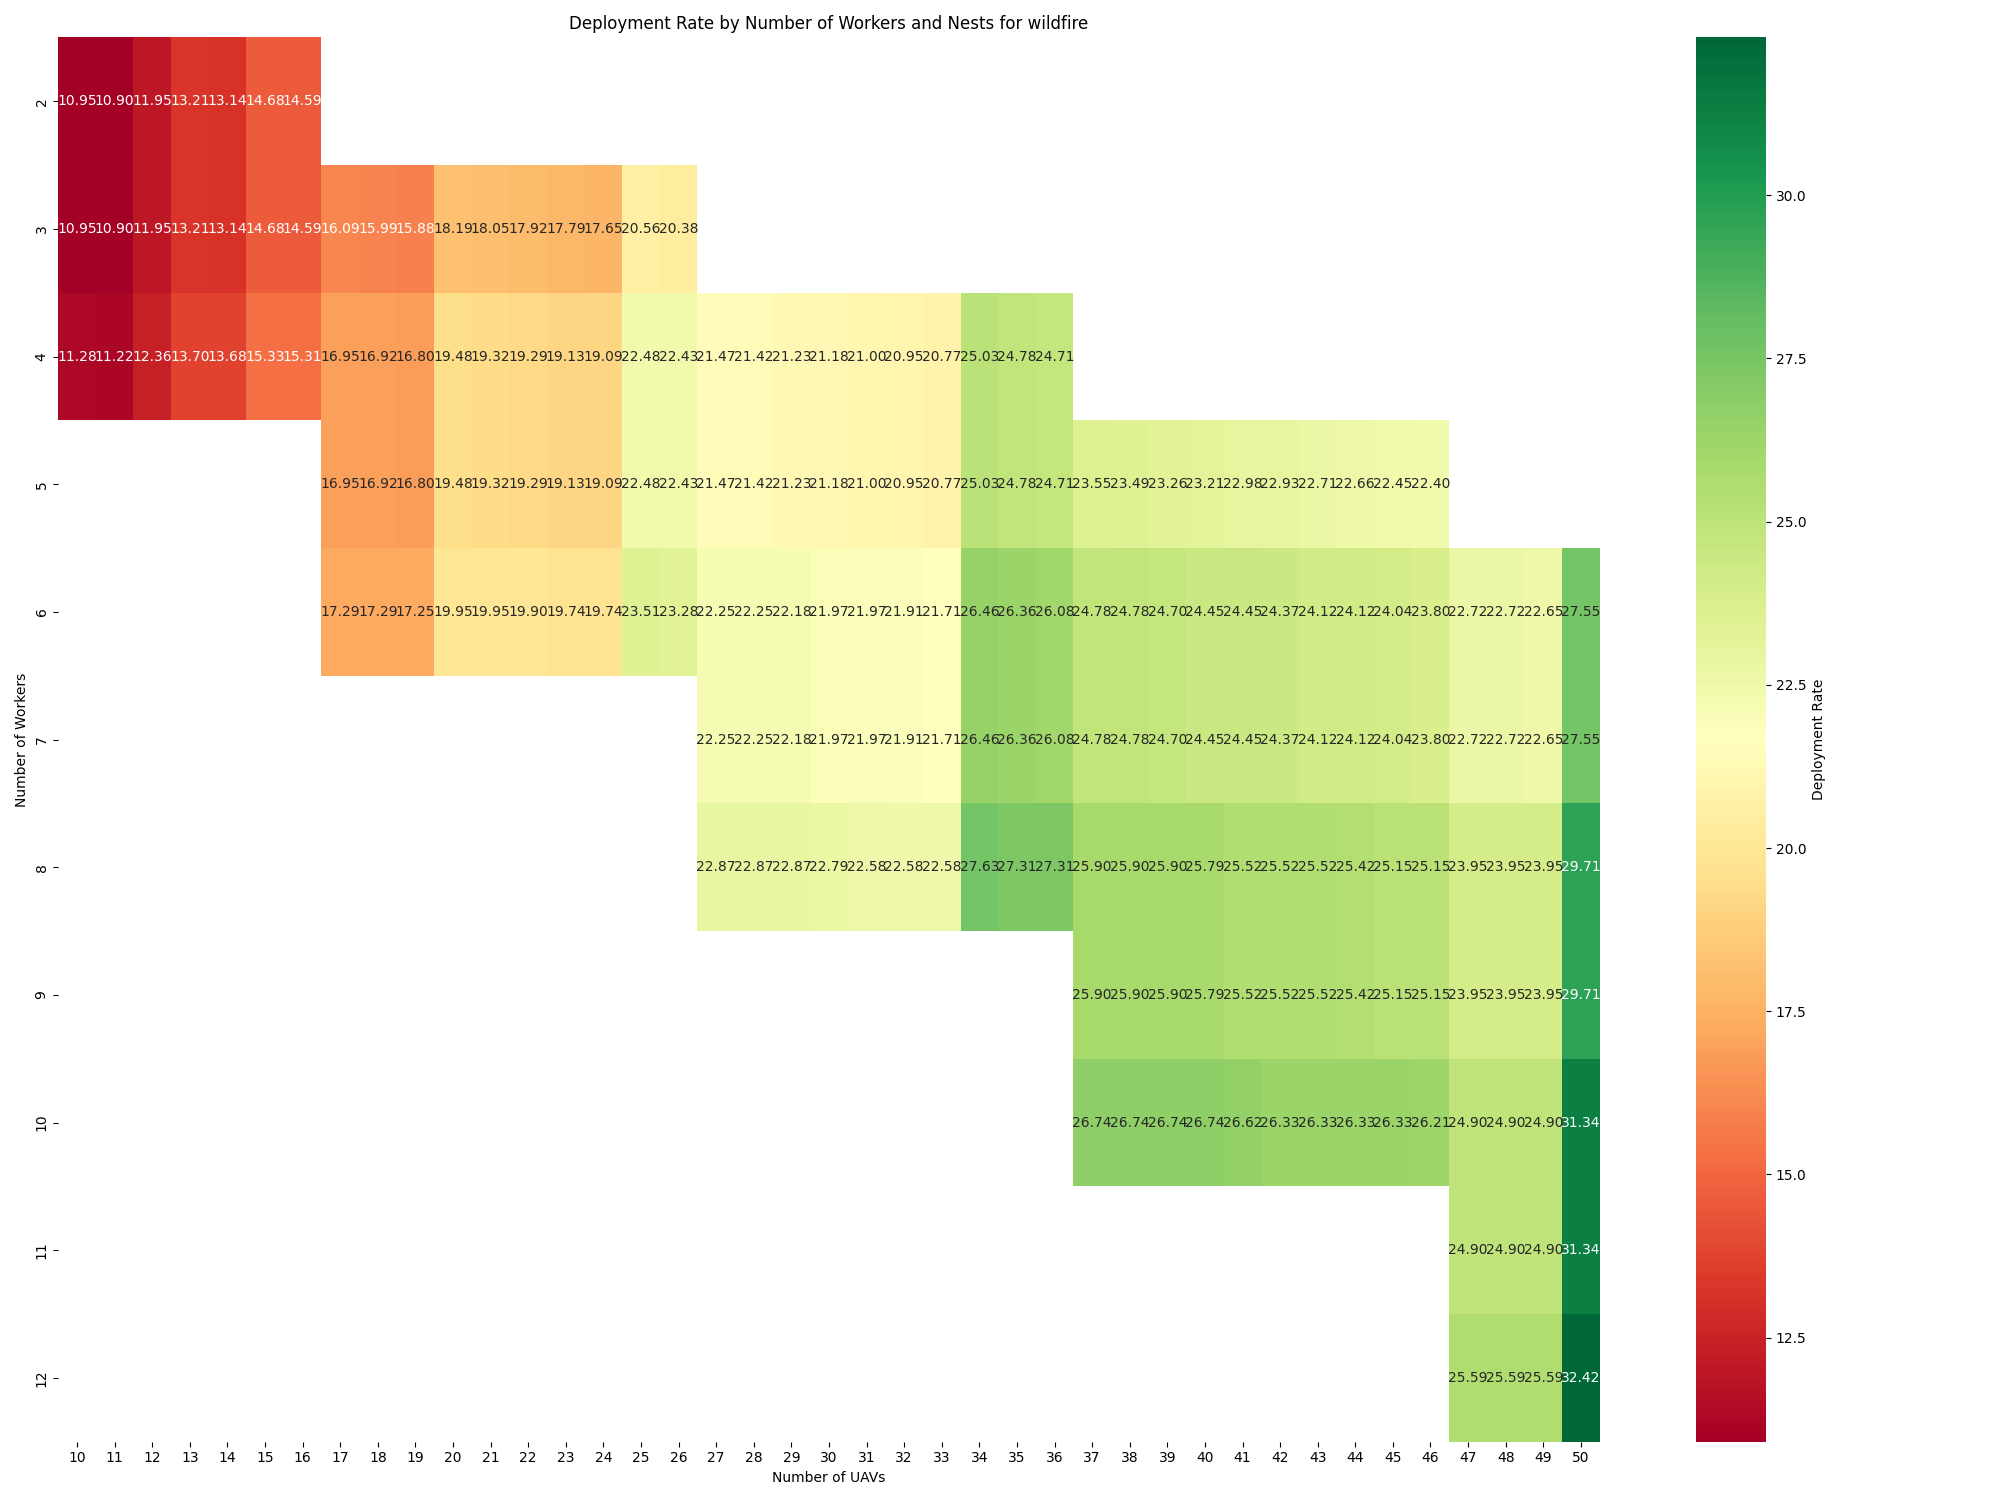 Deployment Rate by Number of Workers and Nests for wildfire
2 10.95 10.90 11.95 13.21 13.14 14.68 14.59
3 10.95 10.90 11.95 13.21 13.14 14.68 14.59 16.09 15.99 15.88 18.19 18.05 17.92 17.79 17.65 20.56 20.38
4 11.28 11.22 12.36 13.70 13.68 15.33 15.31 16.95 16.92 16.80 19.48 19.32 19.29 19.13 19.09 22.48 22.43 21.47 21.42 21.23 21.18 21.00 20.95 20.77 25.03 24.78 24.71
5 16.95 16.92 16.80 19.48 19.32 19.29 19.13 19.09 22.48 22.43 21.47 21.42 21.23 21.18 21.00 20.95 20.77 25.03 24.78 24.71 23.55 23.49 23.26 23.21 22.98 22.93 22.71 22.66 22.45 22.40
6 17.29 17.29 17.25 19.95 19.95 19.90 19.74 19.74 23.51 23.28 22.25 22.25 22.18 21.97 21.97 21.91 21.71 26.46 26.36 26.08 24.78 24.78 24.70 24.45 24.45 24.37 24.12 24.12 24.04 23.80 22.72 22.72 22.65 27.55
7 22.25 22.25 22.18 21.97 21.97 21.91 21.71 26.46 26.36 26.08 24.78 24.78 24.70 24.45 24.45 24.37 24.12 24.12 24.04 23.80 22.72 22.72 22.65 27.55
8 22.87 22.87 22.87 22.79 22.58 22.58 22.58 27.63 27.31 27.31 25.90 25.90 25.90 25.79 25.52 25.52 25.52 25.42 25.15 25.15 23.95 23.95 23.95 29.71
9 25.90 25.90 25.90 25.79 25.52 25.52 25.52 25.42 25.15 25.15 23.95 23.95 23.95 29.71
10 26.74 26.74 26.74 26.74 26.62 26.33 26.33 26.33 26.33 26.21 24.90 24.90 24.90 31.34
11 24.90 24.90 24.90 31.34
12 25.59 25.59 25.59 32.42
Number of Workers
10 11 12 13 14 15 16 17 18 19 20 21 22 23 24 25 26 27 28 29 30 31 32 33 34 35 36 37 38 39 40 41 42 43 44 45 46 47 48 49 50
Number of UAVs
30.0
27.5
25.0
22.5
20.0
17.5
15.0
12.5
Deployment Rate